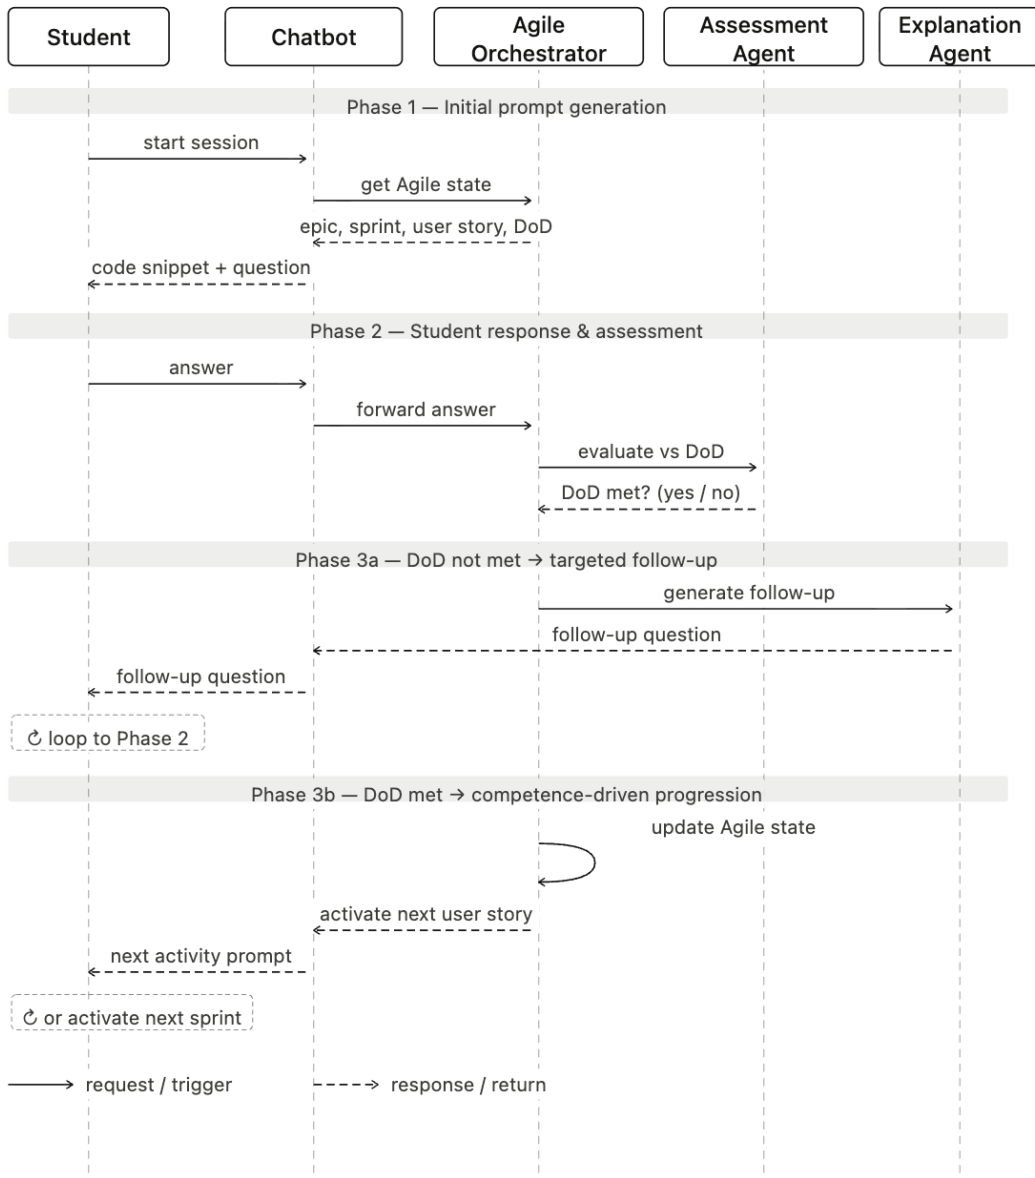 Student
Chatbot
Agile
Orchestrator
Assessment
Agent
Explanation
Agent
Phase 1 — Initial prompt generation
start session
get Agile state
epic, sprint, user story, DoD
code snippet + question
Phase 2 — Student response & assessment
answer
forward answer
evaluate vs DoD
DoD met? (yes / no)
Phase 3a — DoD not met → targeted follow-up
generate follow-up
follow-up question
follow-up question
↻ loop to Phase 2
Phase 3b — DoD met → competence-driven progression
update Agile state
activate next user story
next activity prompt
↻ or activate next sprint
request / trigger
response / return